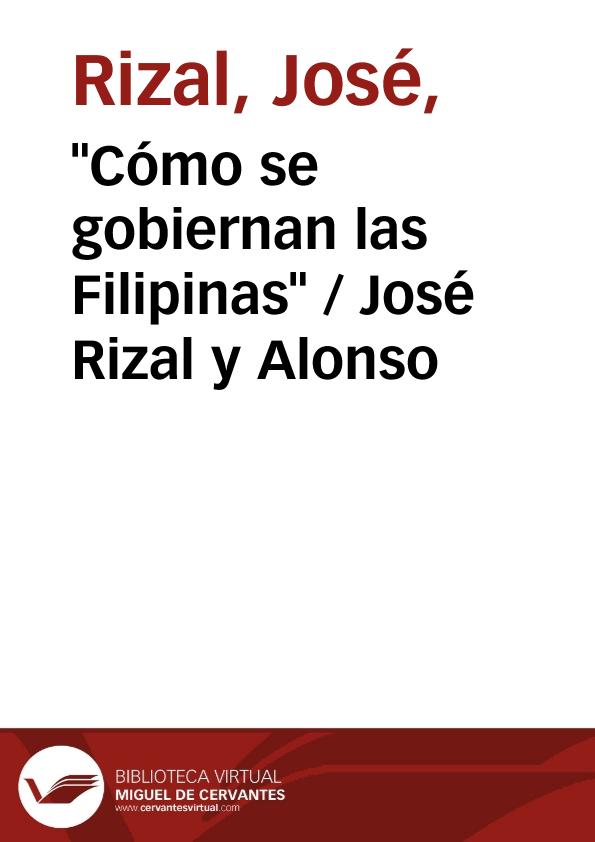 Rizal, José,
"Cómo se
gobiernan las
Filipinas" / José
Rizal y Alonso
BIBLIOTECA VIRTUAL
MIGUEL DE CERVANTES
www.cervantesvirtual.com